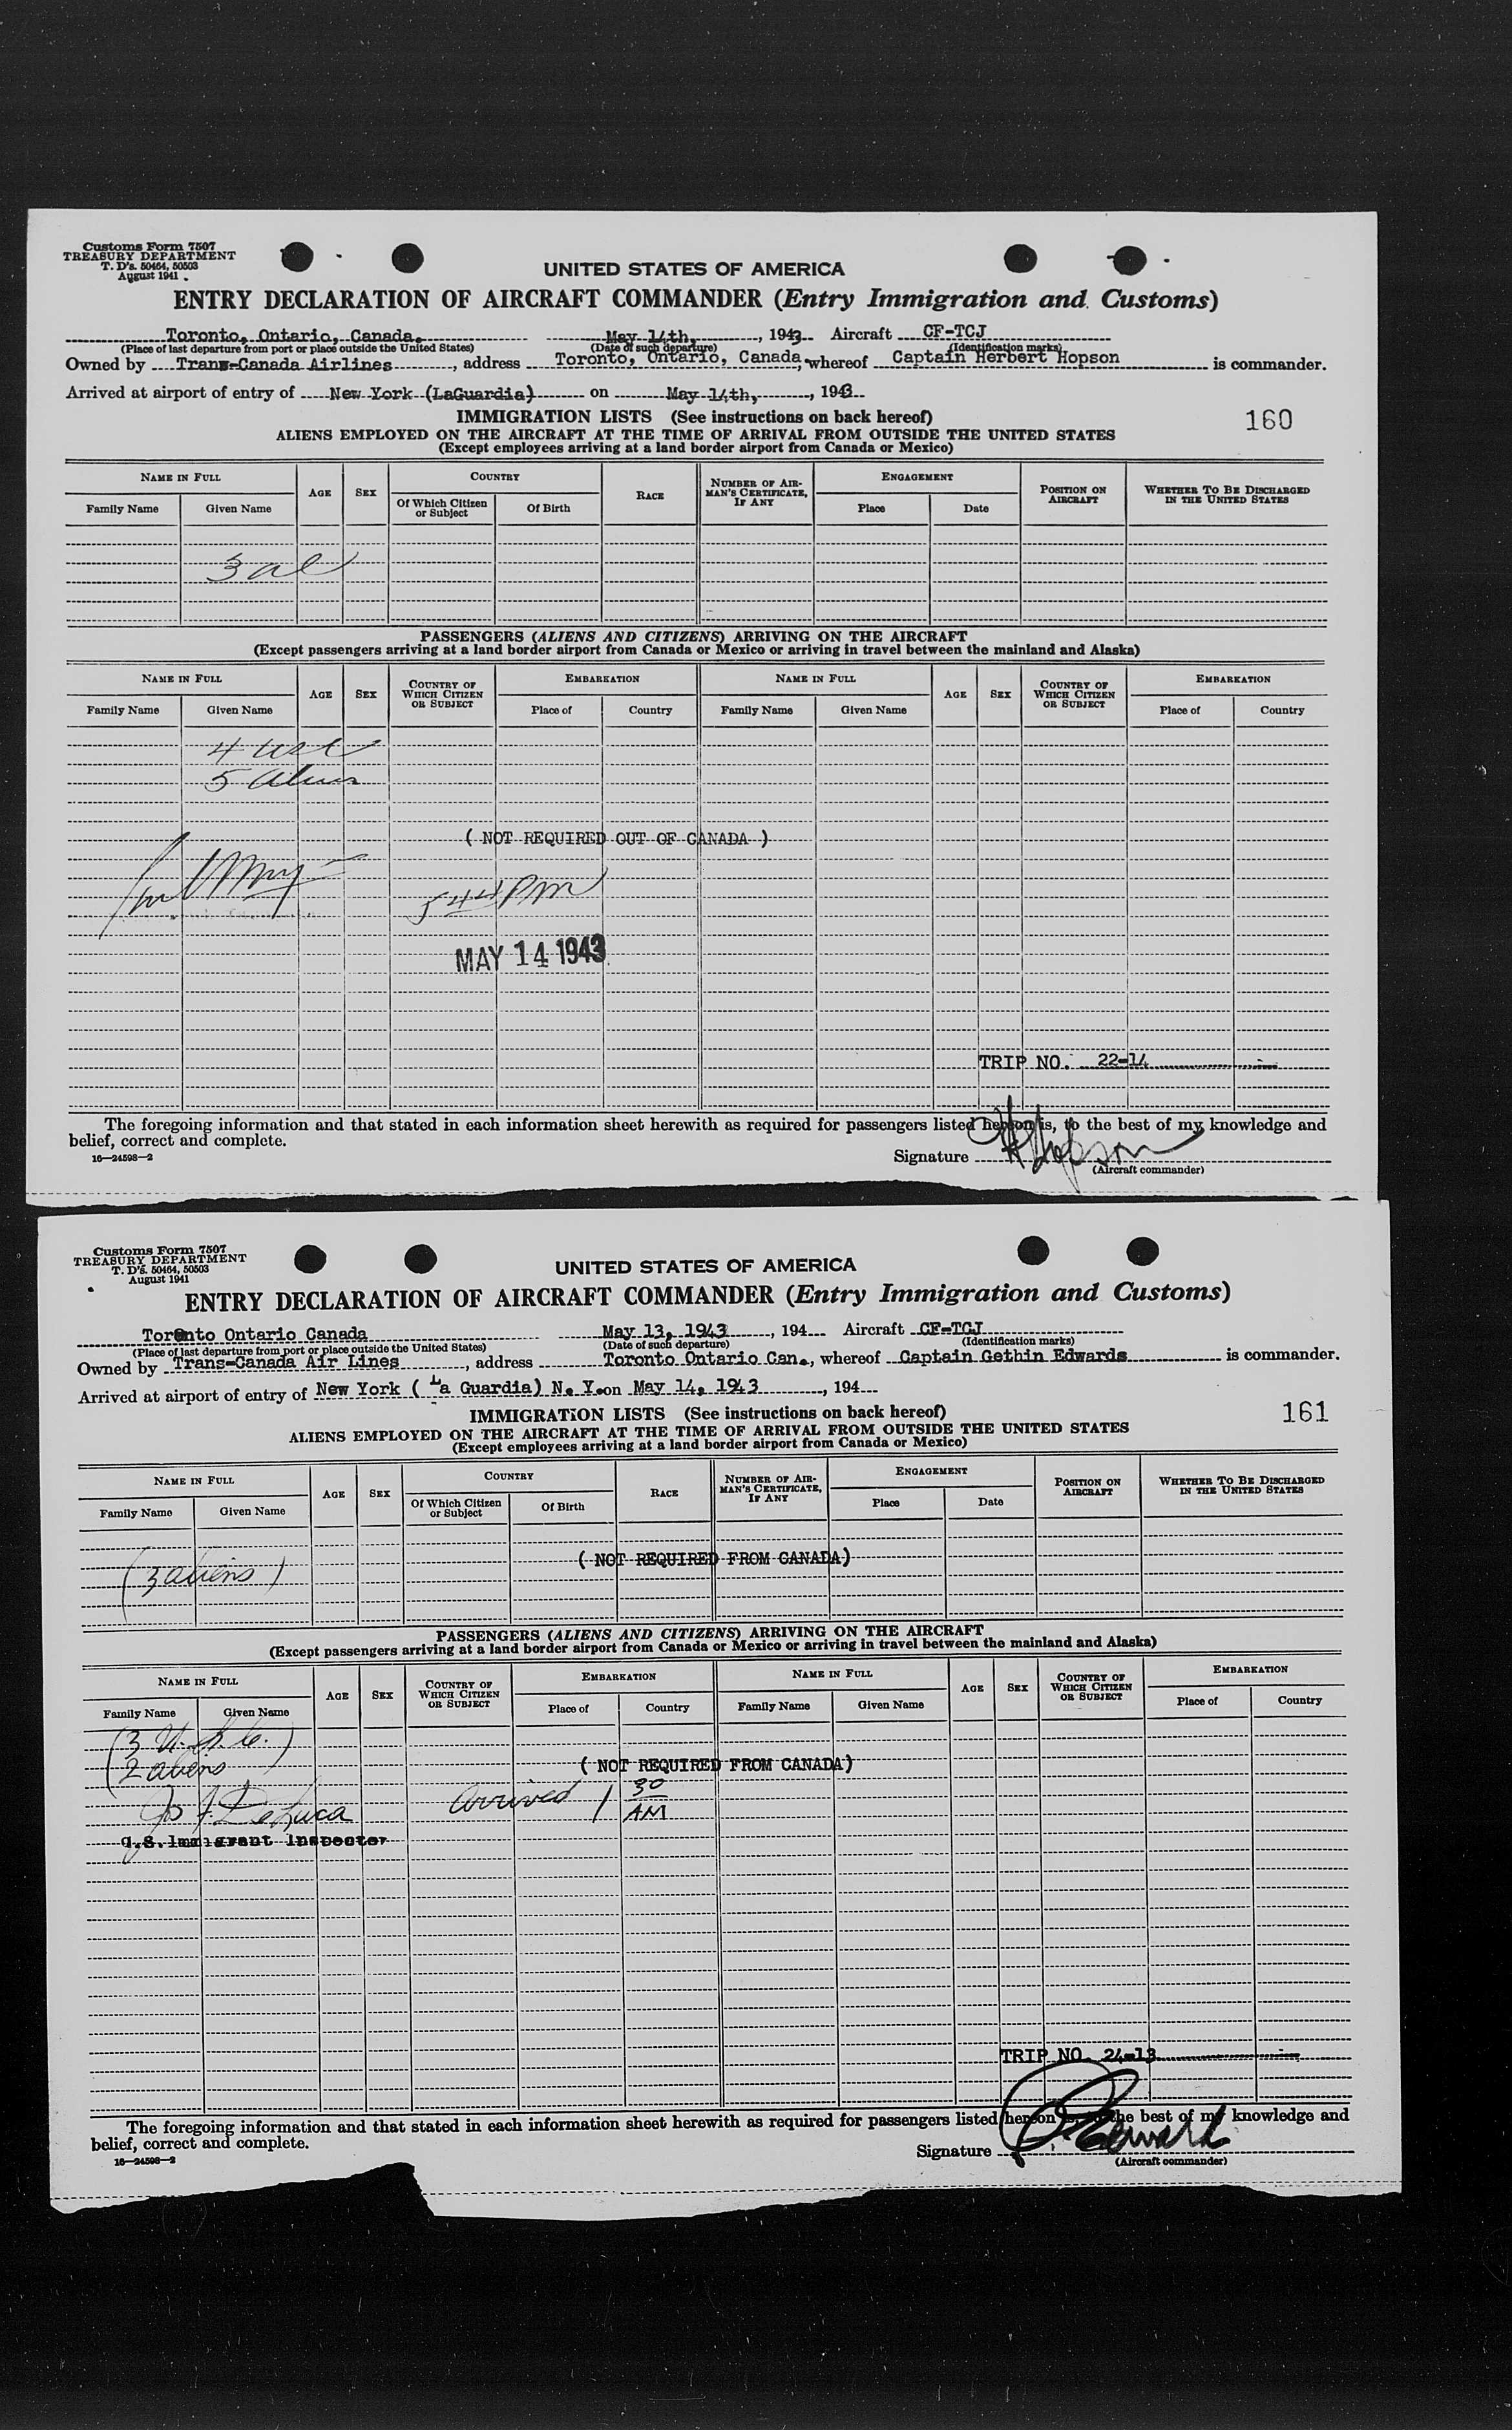 Customs Form 7507
TREASURY DEPARTMENT
T. D's. 50464, 50503
August 1941
UNITED STATES OF AMERICA
ENTRY DECLARATION OF AIRCRAFT COMMANDER (Entry Immigration and Customs)
Toronto, Ontario, Canada, May 14th, , 1943 Aircraft CF-TCJ
(Place of last departure from port or place outside the United States) (Date of such departure) (Identification marks)
Owned by Trans-Canada Airlines , address Toronto, Ontario, Canada, whereof Captain Herbert Hopson is commander.
Arrived at airport of entry of New York (LaGuardia) on May 14th, , 1943
IMMIGRATION LISTS (See instructions on back hereof) 160
ALIENS EMPLOYED ON THE AIRCRAFT AT THE TIME OF ARRIVAL FROM OUTSIDE THE UNITED STATES
(Except employees arriving at a land border airport from Canada or Mexico)
NAME IN FULL AGE SEX COUNTRY RACE NUMBER OF AIRMAN'S CERTIFICATE, IF ANY ENGAGEMENT POSITION ON AIRCRAFT WHETHER TO BE DISCHARGED IN THE UNITED STATES
Family Name Given Name Of Which Citizen or Subject Of Birth Place Date
3 al
PASSENGERS (ALIENS AND CITIZENS) ARRIVING ON THE AIRCRAFT
(Except passengers arriving at a land border airport from Canada or Mexico or arriving in travel between the mainland and Alaska)
NAME IN FULL AGE SEX COUNTRY OF WHICH CITIZEN OR SUBJECT EMBARKATION NAME IN FULL AGE SEX COUNTRY OF WHICH CITIZEN OR SUBJECT EMBARKATION
Family Name Given Name Place of Country Family Name Given Name Place of Country
4 usc
5 aliens
( NOT REQUIRED OUT OF CANADA )
5 44 PM
MAY 14 1943
TRIP NO. 22-14
The foregoing information and that stated in each information sheet herewith as required for passengers listed hereon is, to the best of my knowledge and
belief, correct and complete.
16—24598-2 Signature H Hopson
(Aircraft commander)
Customs Form 7507
TREASURY DEPARTMENT
T. D's. 50464, 50503
August 1941
UNITED STATES OF AMERICA
ENTRY DECLARATION OF AIRCRAFT COMMANDER (Entry Immigration and Customs)
Toronto Ontario Canada May 13, 1943 , 194 Aircraft CF-TCJ
(Place of last departure from port or place outside the United States) (Date of such departure) (Identification marks)
Owned by Trans-Canada Air Lines , address Toronto Ontario Can., whereof Captain Gethin Edwards is commander.
Arrived at airport of entry of New York ( La Guardia) N. Y. on May 14, 1943 , 194
IMMIGRATION LISTS (See instructions on back hereof) 161
ALIENS EMPLOYED ON THE AIRCRAFT AT THE TIME OF ARRIVAL FROM OUTSIDE THE UNITED STATES
(Except employees arriving at a land border airport from Canada or Mexico)
NAME IN FULL AGE SEX COUNTRY RACE NUMBER OF AIRMAN'S CERTIFICATE, IF ANY ENGAGEMENT POSITION ON AIRCRAFT WHETHER TO BE DISCHARGED IN THE UNITED STATES
Family Name Given Name Of Which Citizen or Subject Of Birth Place Date
( NOT REQUIRED FROM CANADA)
(3 aliens)
PASSENGERS (ALIENS AND CITIZENS) ARRIVING ON THE AIRCRAFT
(Except passengers arriving at a land border airport from Canada or Mexico or arriving in travel between the mainland and Alaska)
NAME IN FULL AGE SEX COUNTRY OF WHICH CITIZEN OR SUBJECT EMBARKATION NAME IN FULL AGE SEX COUNTRY OF WHICH CITIZEN OR SUBJECT EMBARKATION
Family Name Given Name Place of Country Family Name Given Name Place of Country
(3 U.S.C.)
(2 aliens ( NOT REQUIRED FROM CANADA)
Jos F. DeLuca Arrived 1 30 AM
U.S. Immigrant Inspector
TRIP NO. 24-13
The foregoing information and that stated in each information sheet herewith as required for passengers listed hereon is, to the best of my knowledge and
belief, correct and complete.
16—24598-2 Signature
(Aircraft commander)